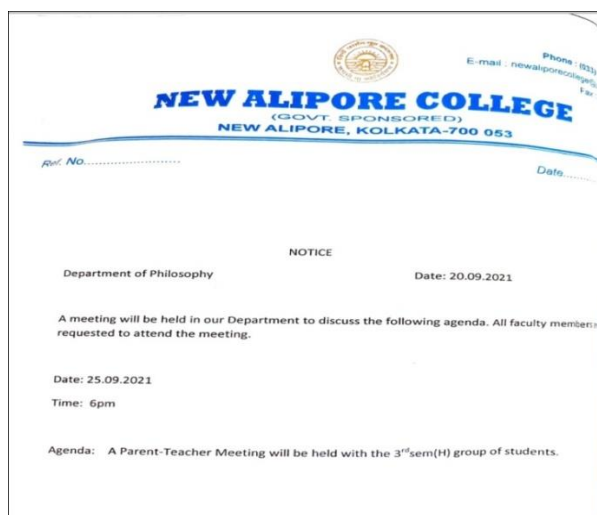 Phone : (033)
E-mail : newaliporecollege
Fax
NEW ALIPORE COLLEGE
(GOVT. SPONSORED)
NEW ALIPORE, KOLKATA-700 053
Ref. No..........................
Date.........
NOTICE
Department of Philosophy Date: 20.09.2021
A meeting will be held in our Department to discuss the following agenda. All faculty members
requested to attend the meeting.
Date: 25.09.2021
Time: 6pm
Agenda: A Parent-Teacher Meeting will be held with the 3rdsem(H) group of students.